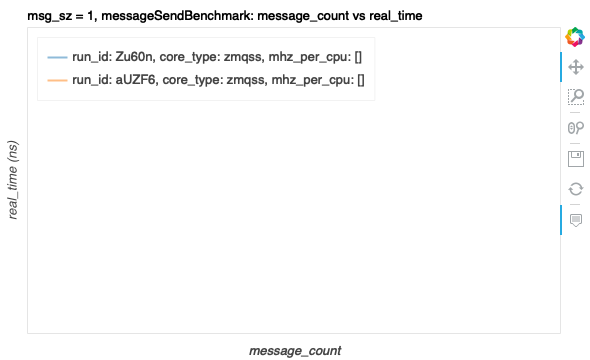 msg_sz = 1, messageSendBenchmark: message_count vs real_time
run_id: Zu60n, core_type: zmqss, mhz_per_cpu: []
run_id: aUZF6, core_type: zmqss, mhz_per_cpu: []
real_time (ns)
message_count